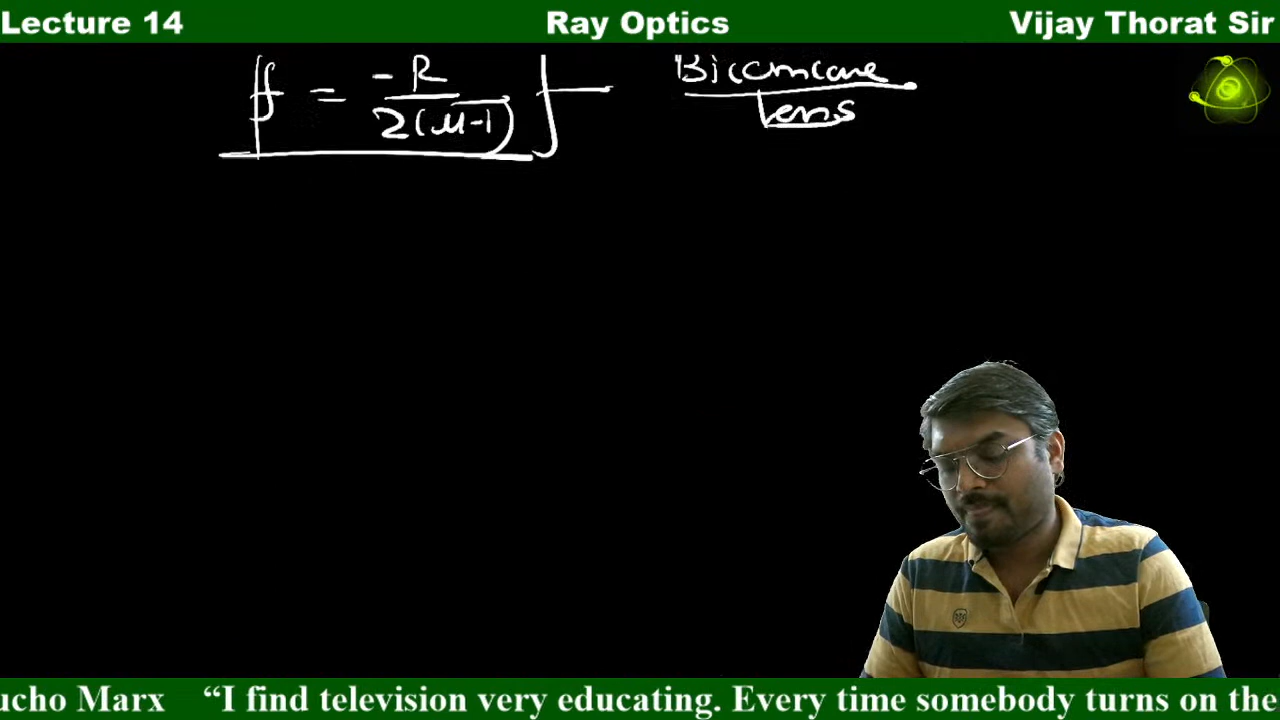 Lecture 14 Ray Optics Vijay Thorat Sir
f = -R / 2(μ-1) Biconcave
lens
ucho Marx “I find television very educating. Every time somebody turns on the